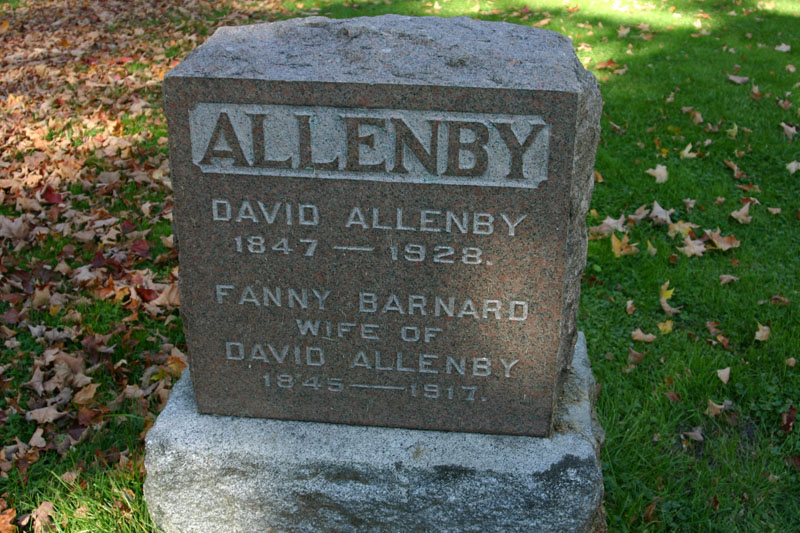 ALLENBY
DAVID ALLENBY
1847 — 1928.
FANNY BARNARD
WIFE OF
DAVID ALLENBY
1845 — 1917.